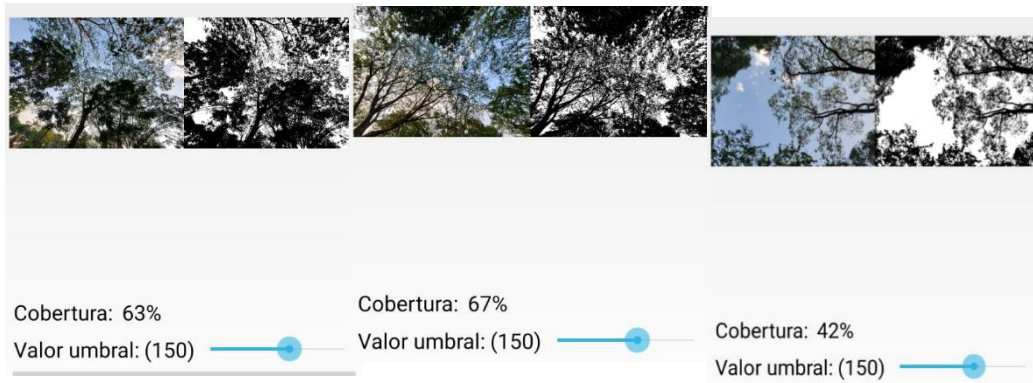 Cobertura: 63%
Valor umbral: (150)
Cobertura: 67%
Valor umbral: (150)
Cobertura: 42%
Valor umbral: (150)